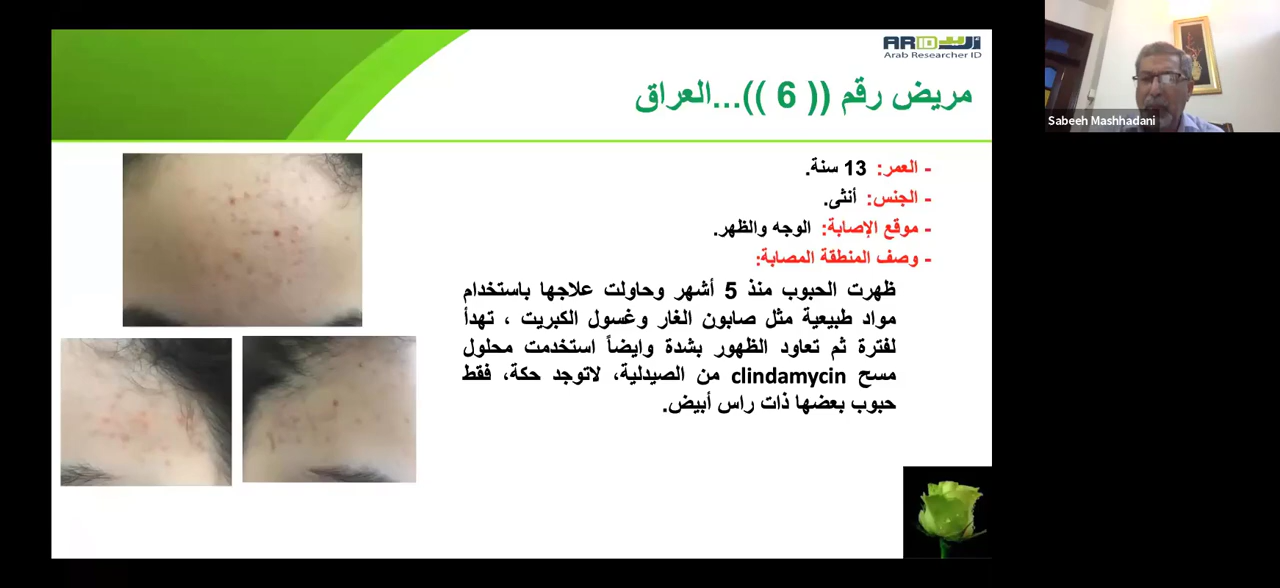 ARID أريد
Arab Researcher ID
مريض رقم (( 6 ))...العراق
- العمر: 13 سنة.
- الجنس: أنثى.
- موقع الإصابة: الوجه والظهر.
- وصف المنطقة المصابة:
ظهرت الحبوب منذ 5 أشهر وحاولت علاجها باستخدام
مواد طبيعية مثل صابون الغار وغسول الكبريت ، تهدأ
لفترة ثم تعاود الظهور بشدة وايضاً استخدمت محلول
مسح clindamycin من الصيدلية، لاتوجد حكة، فقط
حبوب بعضها ذات راس أبيض.
Sabeeh Mashhadani